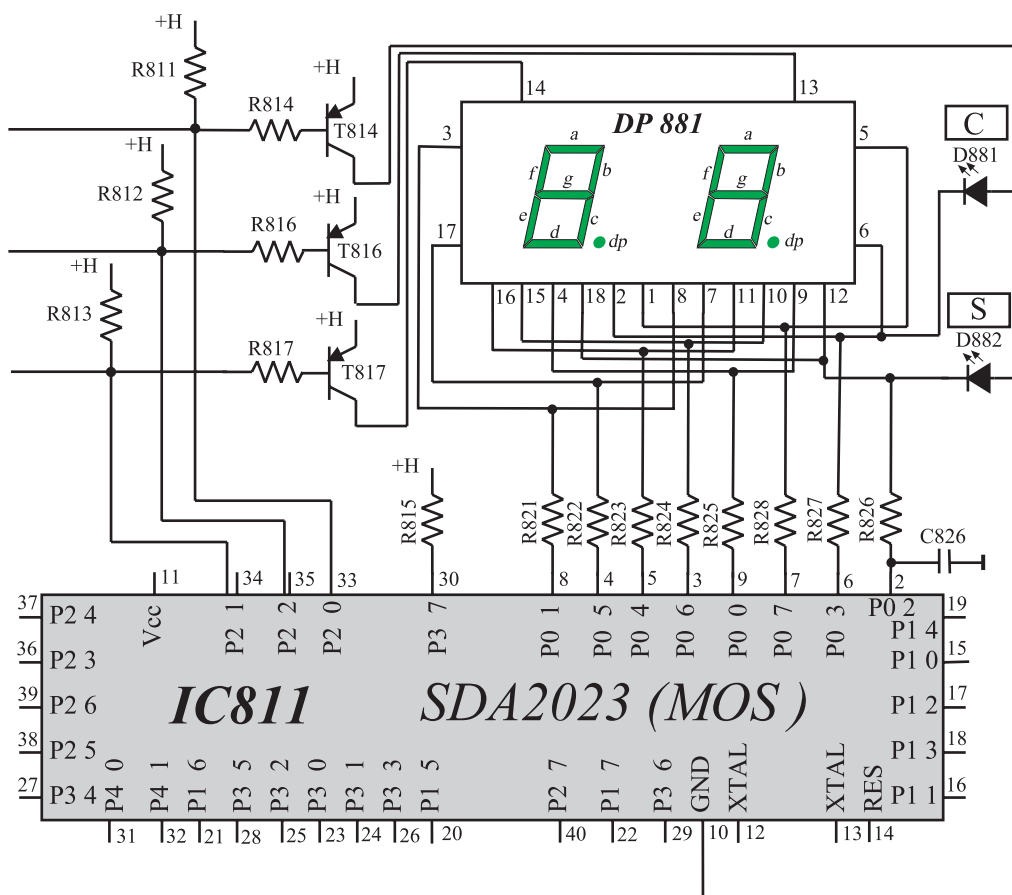 +H
R811
+H
R814
T814
14
13
3
DP 881
5
C
D881
a
b
c
d
e
f
g
dp
a
b
c
d
e
f
g
dp
+H
R812
+H
R816
T816
17
6
+H
R813
+H
R817
T817
16 15 4 18 2 1 8 7 11 10 9 12
S
D882
+H
R815
R821
R822
R823
R824
R825
R828
R827
R826
C826
11 34 35 33 30 8 4 5 3 9 7 6 2
37 P2 4
36 P2 3
39 P2 6
38 P2 5
27 P3 4
Vcc
P2 1
P2 2
P2 0
P3 7
P0 1
P0 5
P0 4
P0 6
P0 0
P0 7
P0 3
P0 2
P1 4 19
P1 0 15
P1 2 17
P1 3 18
P1 1 16
IC811 SDA2023 (MOS )
P4 0
P4 1
P1 6
P3 5
P3 2
P3 0
P3 1
P3 3
P1 5
P2 7
P1 7
P3 6
GND
XTAL
XTAL
RES
31 32 21 28 25 23 24 26 20 40 22 29 10 12 13 14